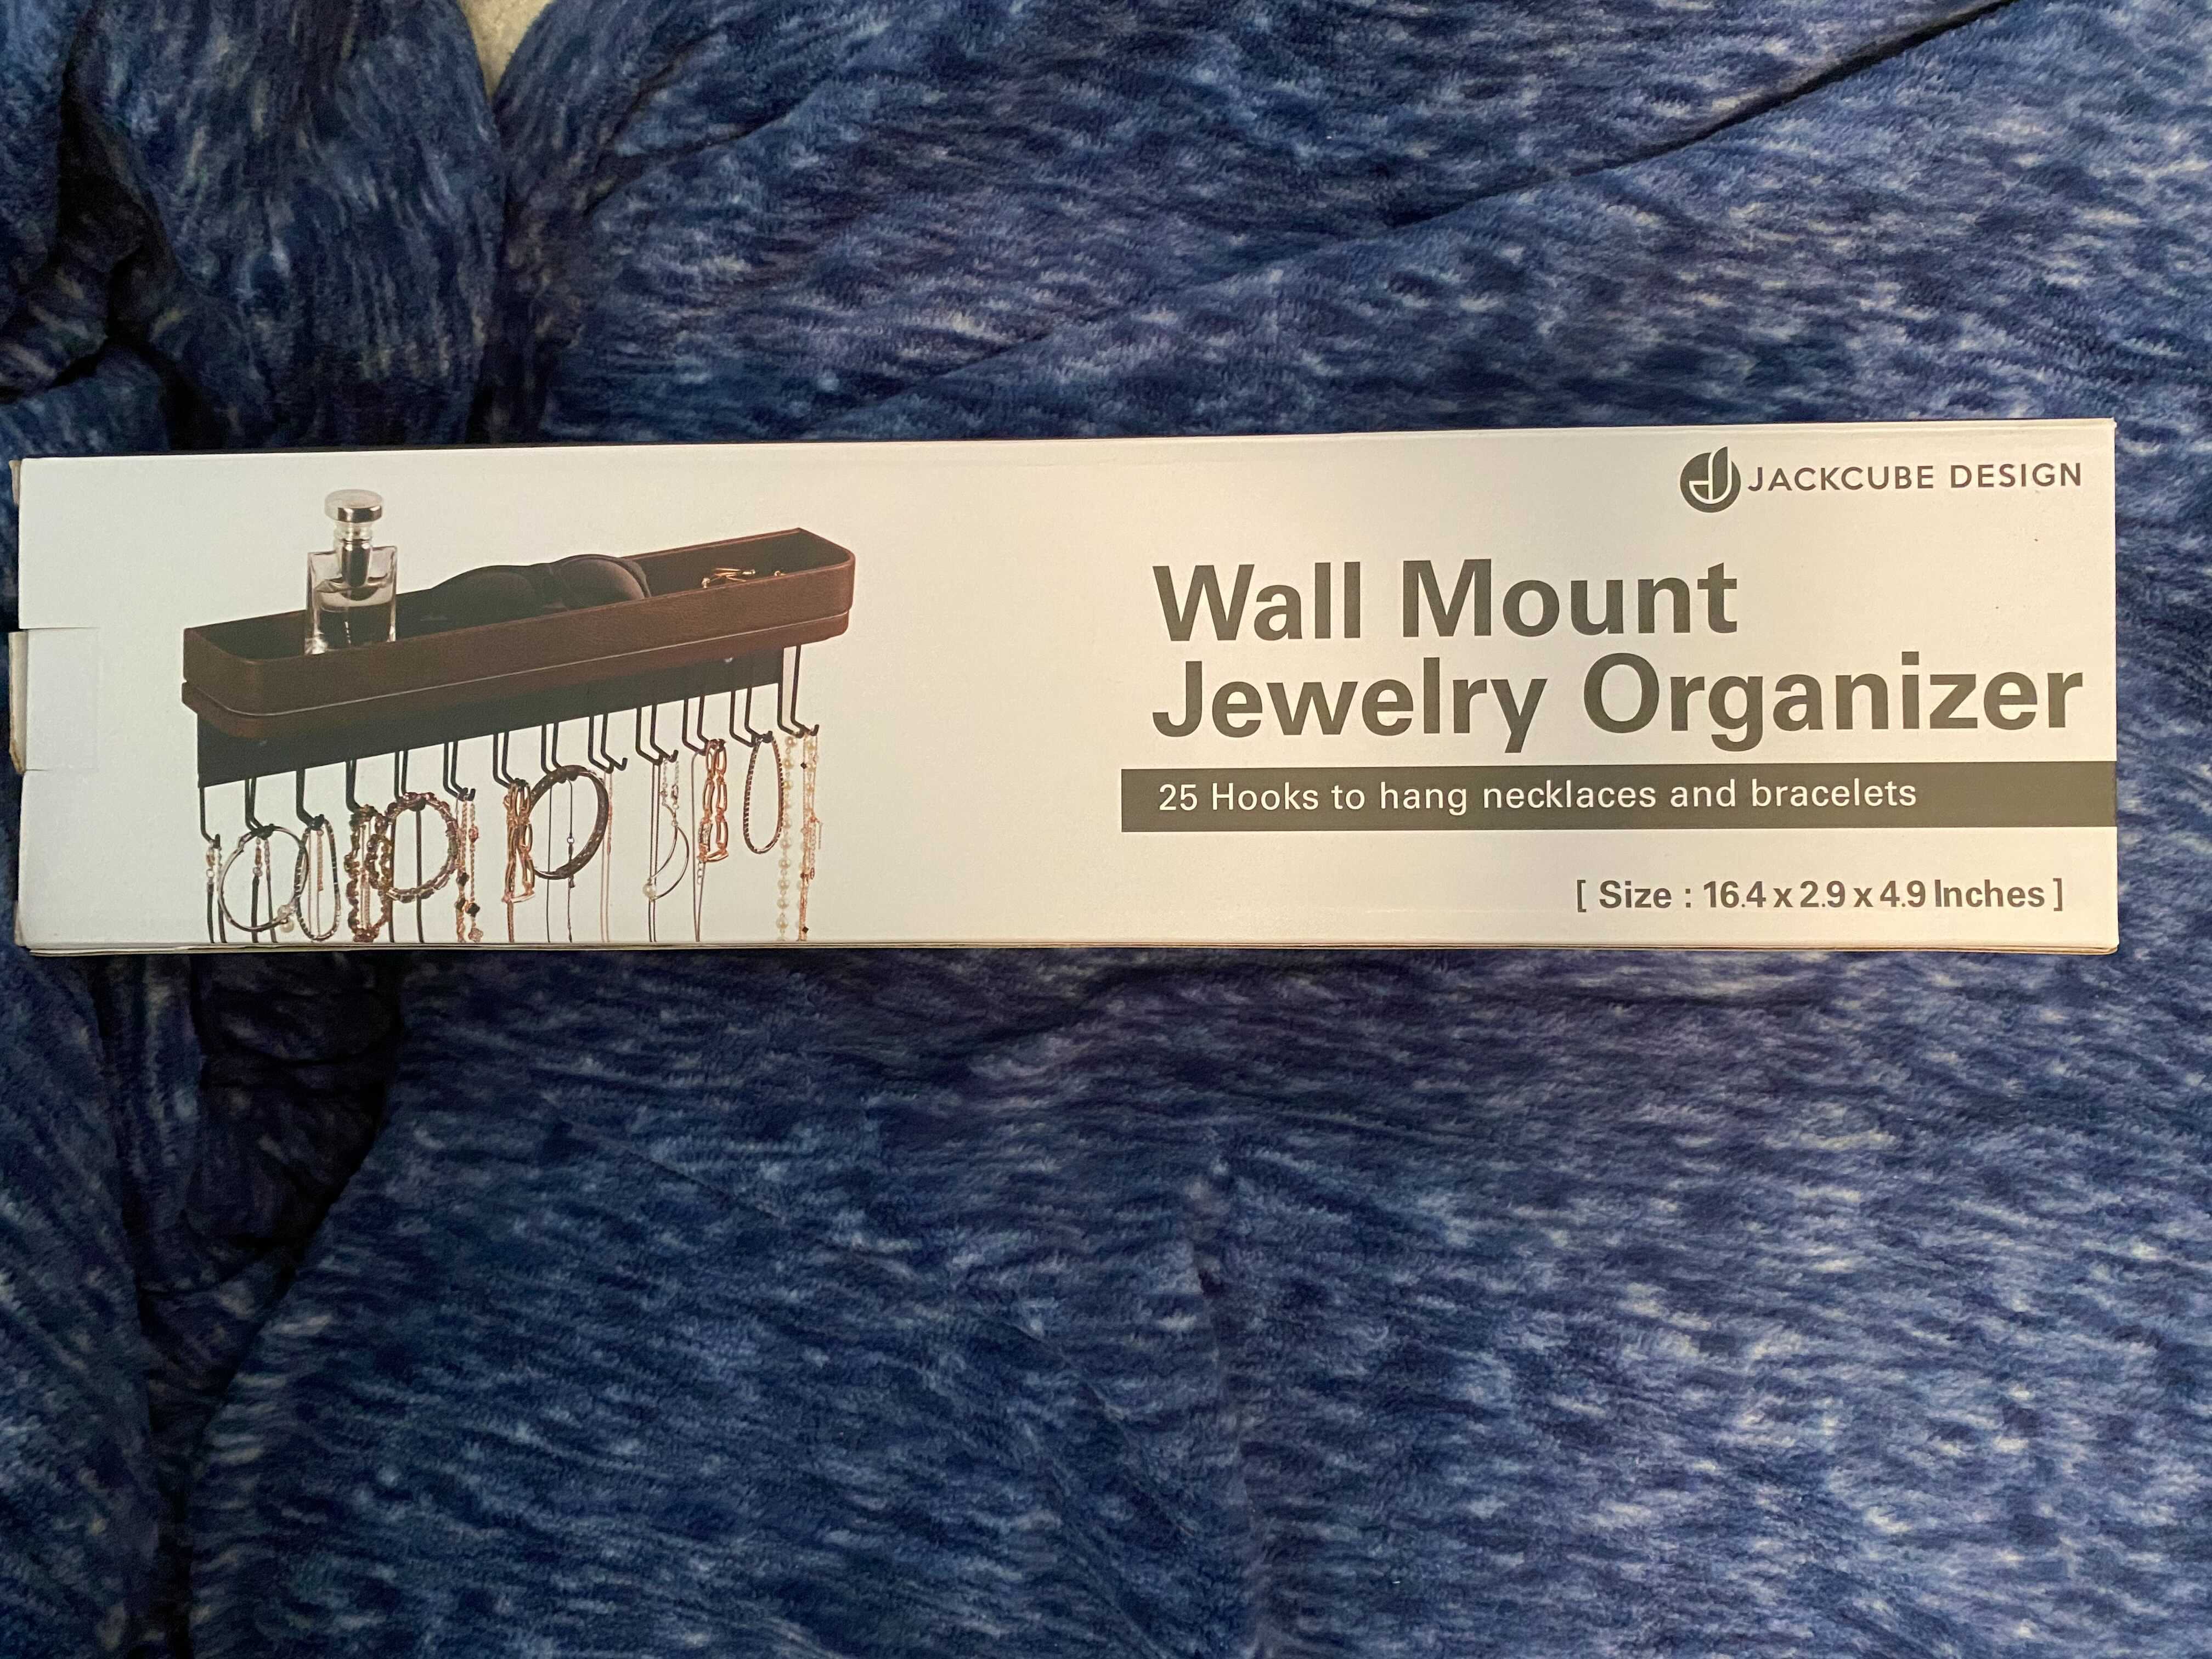 JACKCUBE DESIGN
Wall Mount
Jewelry Organizer
25 Hooks to hang necklaces and bracelets
[ Size : 16.4 x 2.9 x 4.9 Inches ]